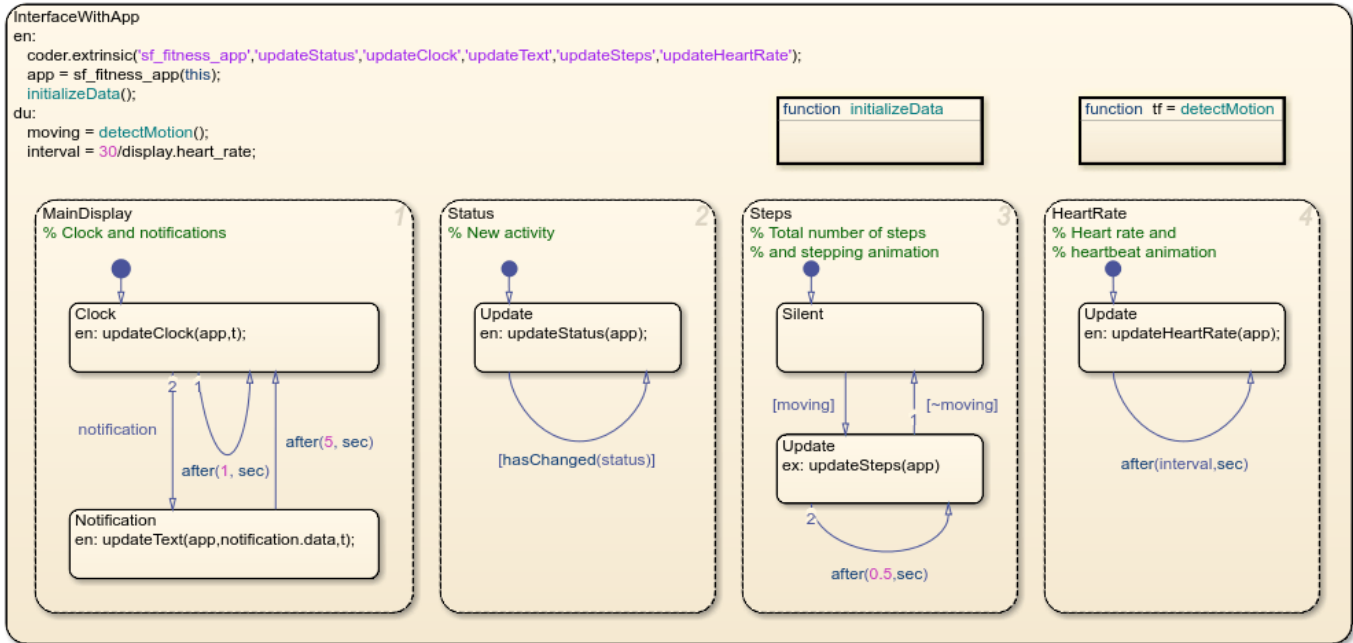 InterfaceWithApp
en:
coder.extrinsic('sf_fitness_app','updateStatus','updateClock','updateText','updateSteps','updateHeartRate');
app = sf_fitness_app(this);
initializeData();
du:
moving = detectMotion();
interval = 30/display.heart_rate;
function initializeData
function tf = detectMotion
MainDisplay
1
% Clock and notifications
Clock
en: updateClock(app,t);
2
1
notification
after(1, sec)
after(5, sec)
Notification
en: updateText(app,notification.data,t);
Status
2
% New activity
Update
en: updateStatus(app);
[hasChanged(status)]
Steps
3
% Total number of steps
% and stepping animation
Silent
[moving]
[~moving]
1
Update
ex: updateSteps(app)
2
after(0.5,sec)
HeartRate
4
% Heart rate and
% heartbeat animation
Update
en: updateHeartRate(app);
after(interval,sec)